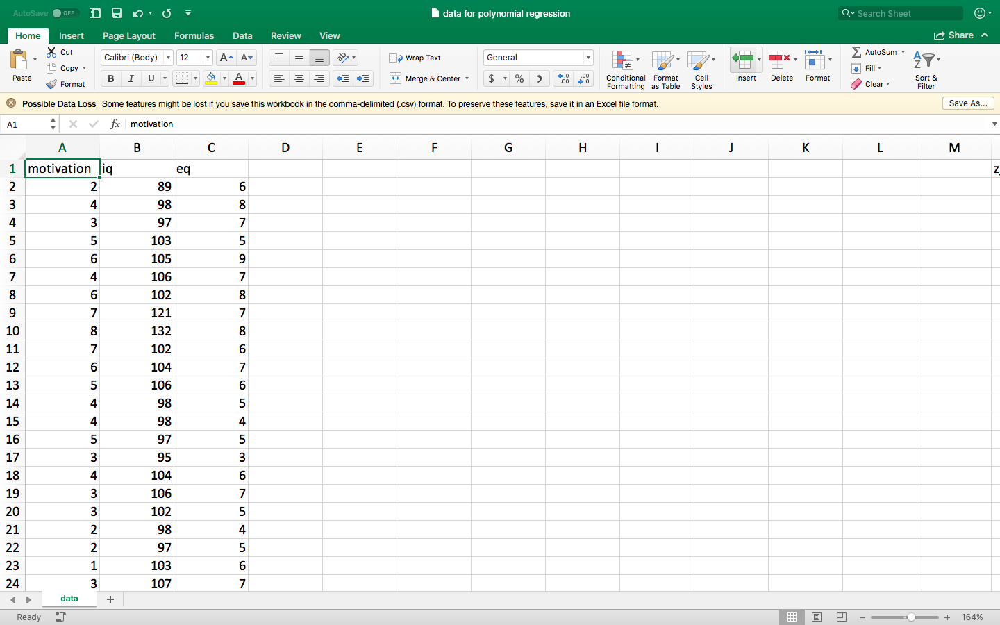 AutoSave OFF data for polynomial regression Search Sheet
Home Insert Page Layout Formulas Data Review View Share
Paste Cut Copy Format
Calibri (Body) 12 A A
B I U A
Wrap Text
Merge & Center
General
$ % .00 .00
Conditional Formatting
Format as Table
Cell Styles
Insert Delete Format
AutoSum
Fill
Clear
Sort & Filter
Possible Data Loss Some features might be lost if you save this workbook in the comma-delimited (.csv) format. To preserve these features, save it in an Excel file format. Save As...
A1 fx motivation
A B C D E F G H I J K L M
1 motivation iq eq
2 2 89 6
3 4 98 8
4 3 97 7
5 5 103 5
6 6 105 9
7 4 106 7
8 6 102 8
9 7 121 7
10 8 132 8
11 7 102 6
12 6 104 7
13 5 106 6
14 4 98 5
15 4 98 4
16 5 97 5
17 3 95 3
18 4 104 6
19 3 106 7
20 3 102 5
21 2 98 4
22 2 97 5
23 1 103 6
24 3 107 7
data +
Ready 164%